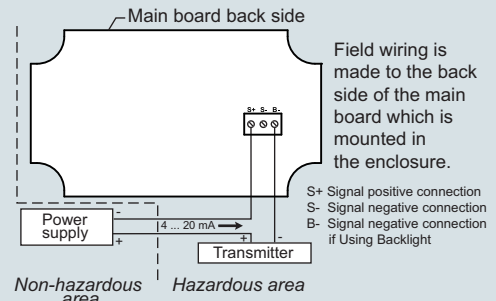 Main board back side
Field wiring is
made to the back
side of the main
board which is
mounted in
the enclosure.
S+ S- B-
S+ Signal positive connection
S- Signal negative connection
B- Signal negative connection
if Using Backlight
Power
supply
-
+
4 ... 20 mA
+
-
Transmitter
Non-hazardous
area
Hazardous area